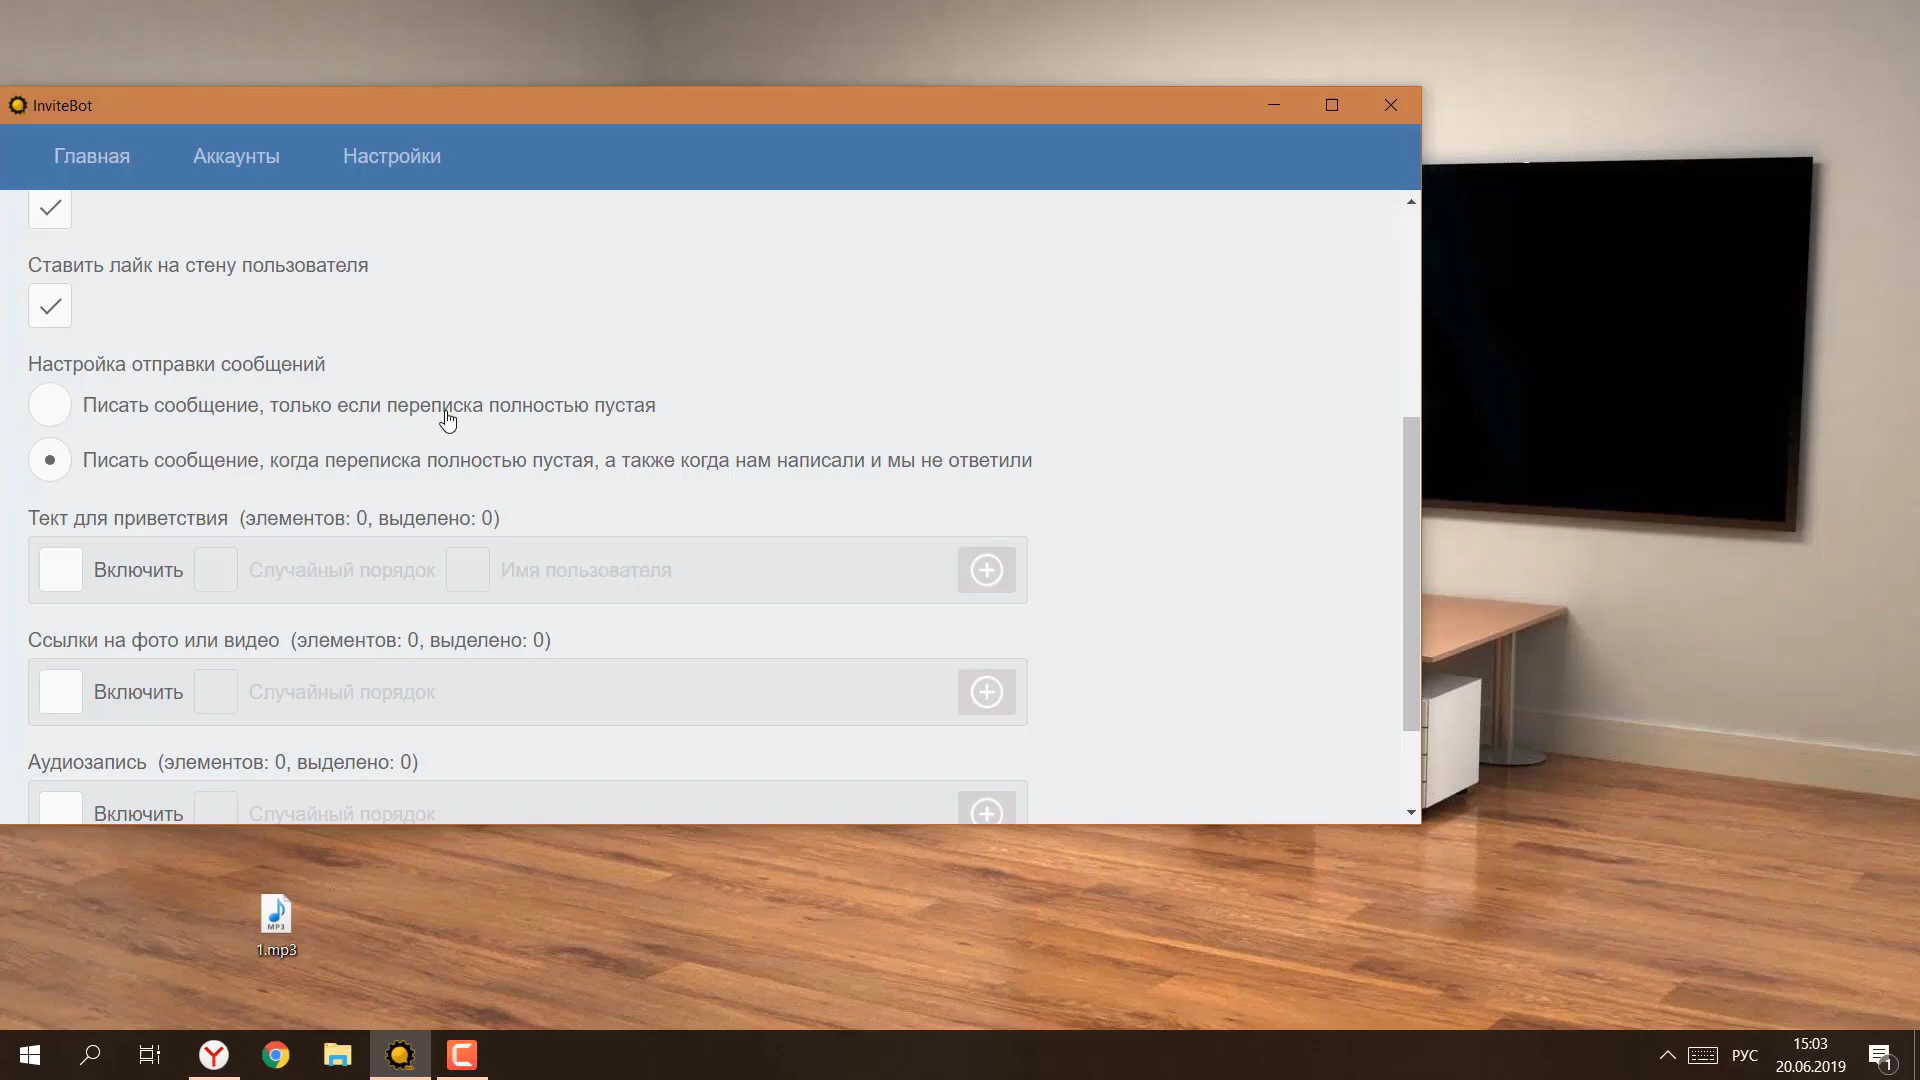 InviteBot
Главная Аккаунты Настройки
Ставить лайк на стену пользователя
Настройка отправки сообщений
Писать сообщение, только если переписка полностью пустая
Писать сообщение, когда переписка полностью пустая, а также когда нам написали и мы не ответили
Тект для приветствия (элементов: 0, выделено: 0)
Включить Случайный порядок Имя пользователя
Ссылки на фото или видео (элементов: 0, выделено: 0)
Включить Случайный порядок
Аудиозапись (элементов: 0, выделено: 0)
Включить Случайный порядок
MP3
1.mp3
РУС
15:03
20.06.2019
1